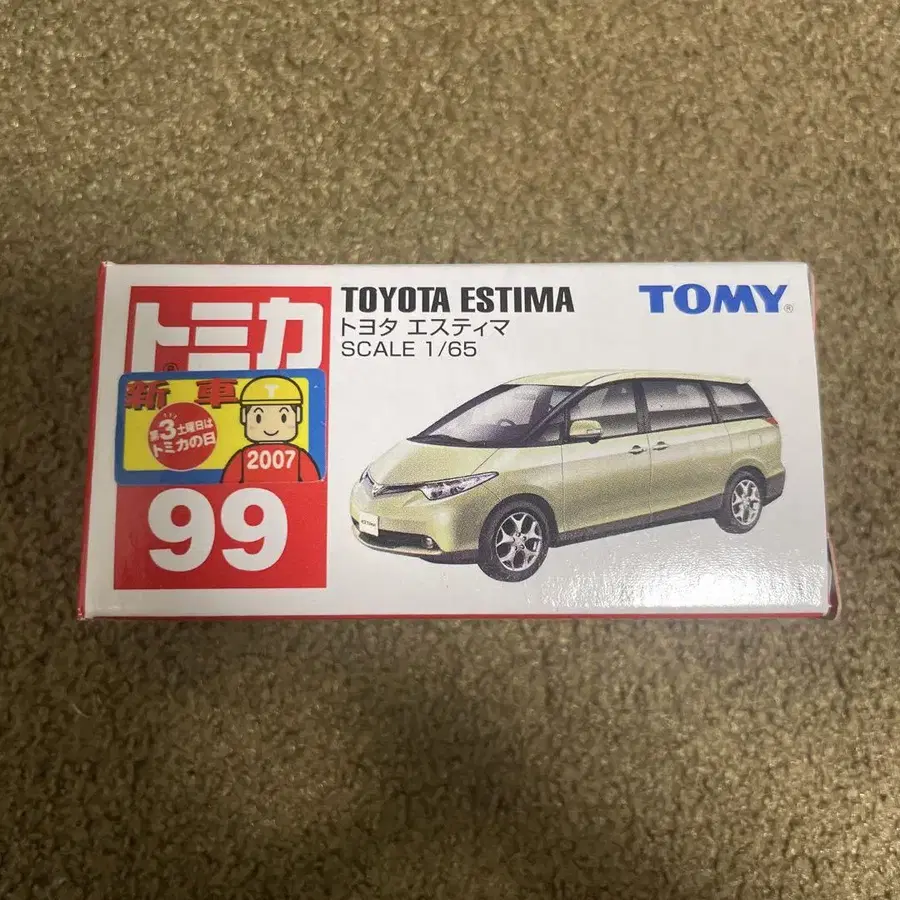 トミカ
®
新車
第3土曜日は
トミカの日
2007
99
TOYOTA ESTIMA
トヨタ エスティマ
SCALE 1/65
TOMY®